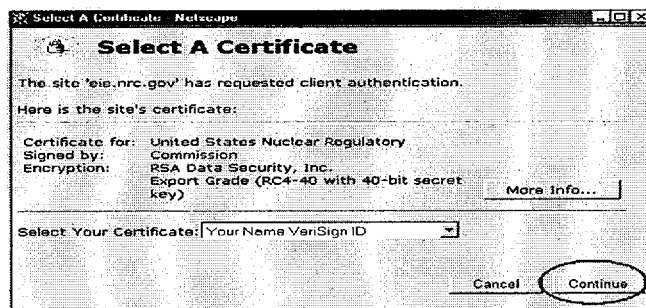 Select A Certificate - Netscape
Select A Certificate
The site 'eie.nrc.gov' has requested client authentication.
Here is the site's certificate:
Certificate for: United States Nuclear Regulatory
Signed by: Commission
Encryption: RSA Data Security, Inc.
Export Grade (RC4-40 with 40-bit secret
key)
More Info...
Select Your Certificate: Your Name VeriSign ID
Cancel Continue